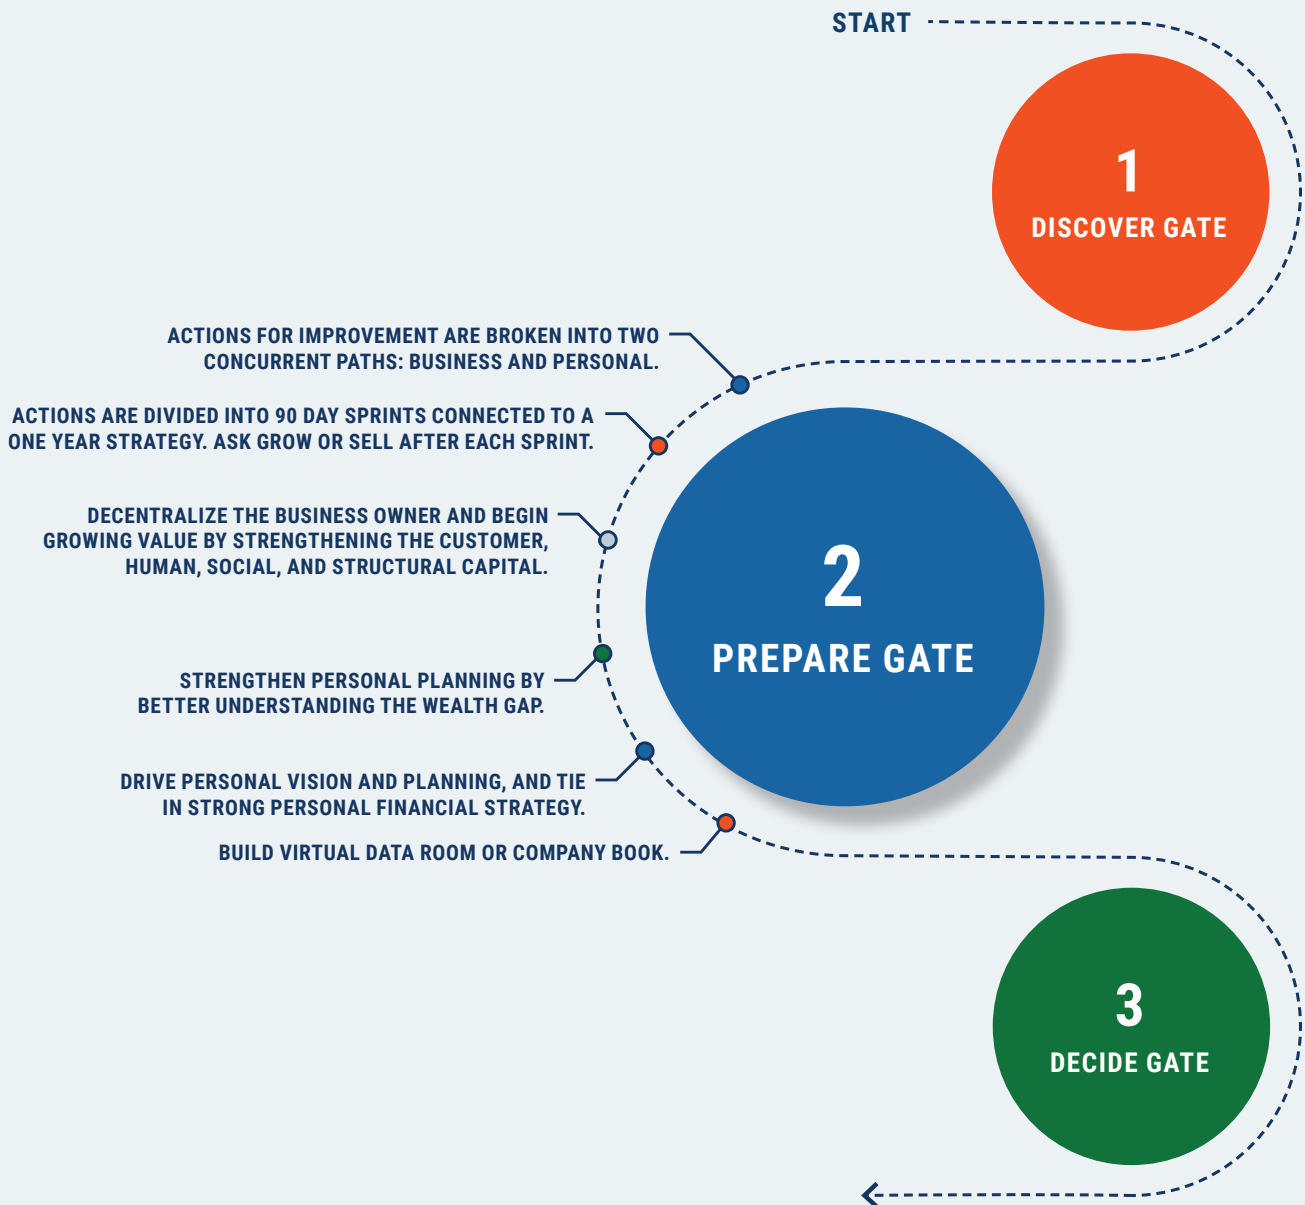 START
1
DISCOVER GATE
ACTIONS FOR IMPROVEMENT ARE BROKEN INTO TWO
CONCURRENT PATHS: BUSINESS AND PERSONAL.
ACTIONS ARE DIVIDED INTO 90 DAY SPRINTS CONNECTED TO A
ONE YEAR STRATEGY. ASK GROW OR SELL AFTER EACH SPRINT.
DECENTRALIZE THE BUSINESS OWNER AND BEGIN
GROWING VALUE BY STRENGTHENING THE CUSTOMER,
HUMAN, SOCIAL, AND STRUCTURAL CAPITAL.
2
PREPARE GATE
STRENGTHEN PERSONAL PLANNING BY
BETTER UNDERSTANDING THE WEALTH GAP.
DRIVE PERSONAL VISION AND PLANNING, AND TIE
IN STRONG PERSONAL FINANCIAL STRATEGY.
BUILD VIRTUAL DATA ROOM OR COMPANY BOOK.
3
DECIDE GATE